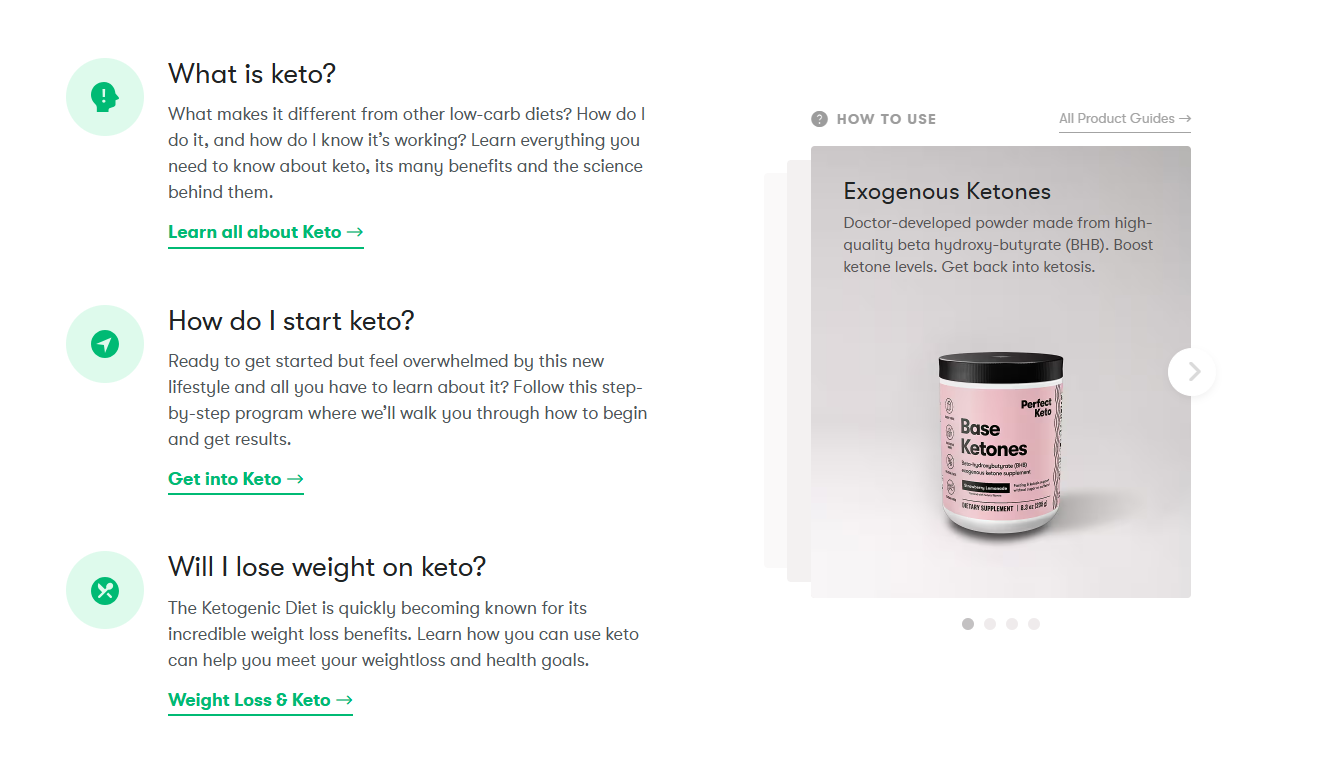 What is keto?
What makes it different from other low-carb diets? How do I
do it, and how do I know it’s working? Learn everything you
need to know about keto, its many benefits and the science
behind them.
Learn all about Keto →
How do I start keto?
Ready to get started but feel overwhelmed by this new
lifestyle and all you have to learn about it? Follow this step-
by-step program where we’ll walk you through how to begin
and get results.
Get into Keto →
Will I lose weight on keto?
The Ketogenic Diet is quickly becoming known for its
incredible weight loss benefits. Learn how you can use keto
can help you meet your weightloss and health goals.
Weight Loss & Keto →
HOW TO USE
All Product Guides →
Exogenous Ketones
Doctor-developed powder made from high-
quality beta hydroxy-butyrate (BHB). Boost
ketone levels. Get back into ketosis.
Perfect
Keto
Base
Ketones
Beta-hydroxybutyrate (BHB)
exogenous ketone supplement
Strawberry Lemonade
DIETARY SUPPLEMENT | 8.3 oz (236 g)